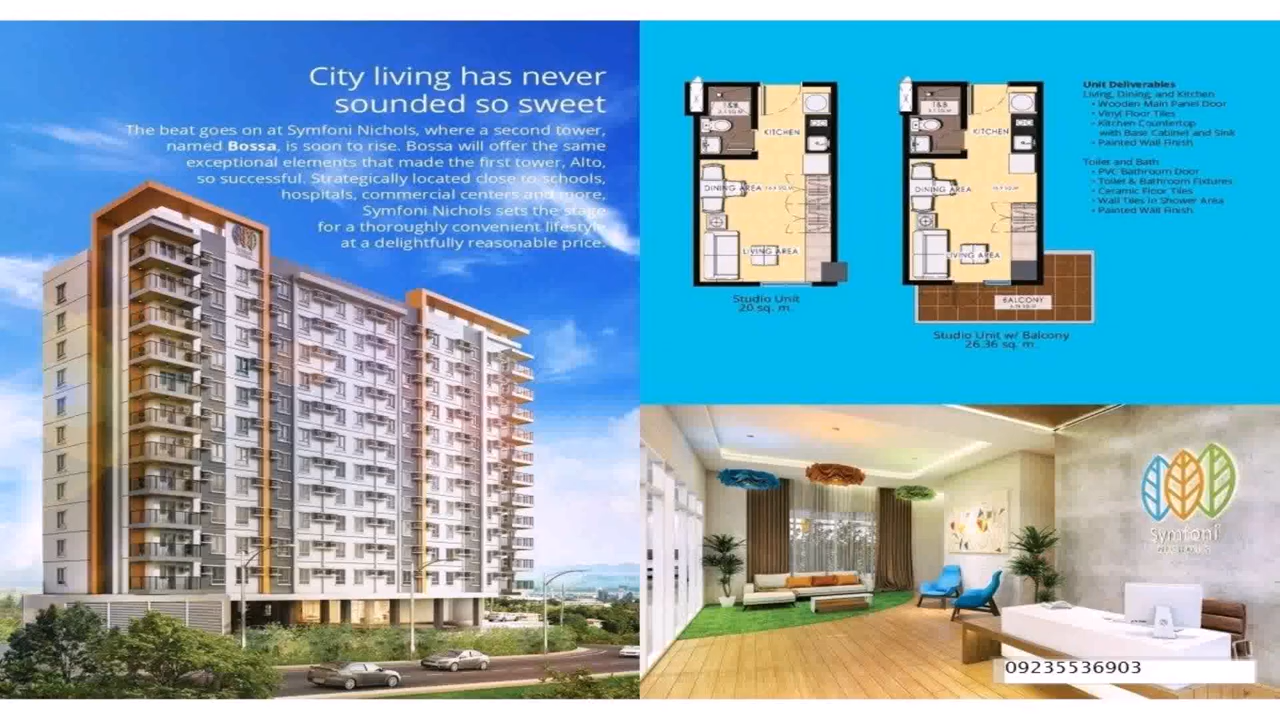 City living has never
sounded so sweet
The beat goes on at Symfoni Nichols, where a second tower,
named Bossa, is soon to rise. Bossa will offer the same
exceptional elements that made the first tower, Alto,
so successful. Strategically located close to schools,
hospitals, commercial centers and more,
Symfoni Nichols sets the stage
for a thoroughly convenient lifestyle
at a delightfully reasonable price.
T&B
KITCHEN
DINING AREA
LIVING AREA
Studio Unit
20 sq. m.
T&B
KITCHEN
DINING AREA
LIVING AREA
BALCONY
Studio Unit w/ Balcony
26.36 sq. m.
Unit Deliverables
Living, Dining, and Kitchen
• Wooden Main Panel Door
• Vinyl Floor Tiles
• Kitchen Countertop
with Base Cabinet and Sink
• Painted Wall Finish
Toilet and Bath
• PVC Bathroom Door
• Toilet & Bathroom Fixtures
• Ceramic Floor Tiles
• Wall Tiles in Shower Area
• Painted Wall Finish
symfoni
09235536903